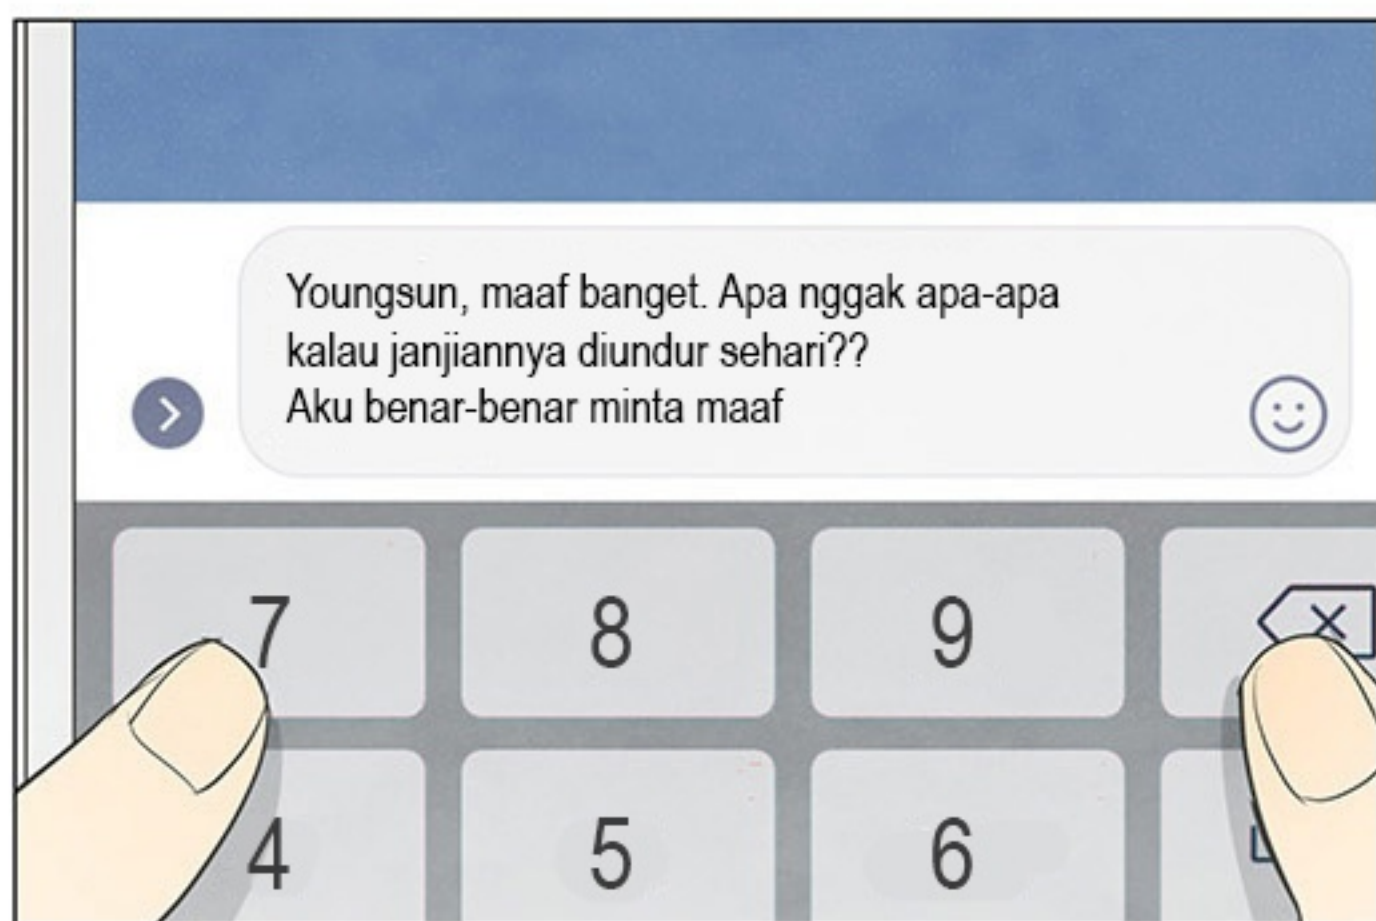 Youngsun, maaf banget. Apa nggak apa-apa
kalau janjiannya diundur sehari??
Aku benar-benar minta maaf
7 8 9
4 5 6